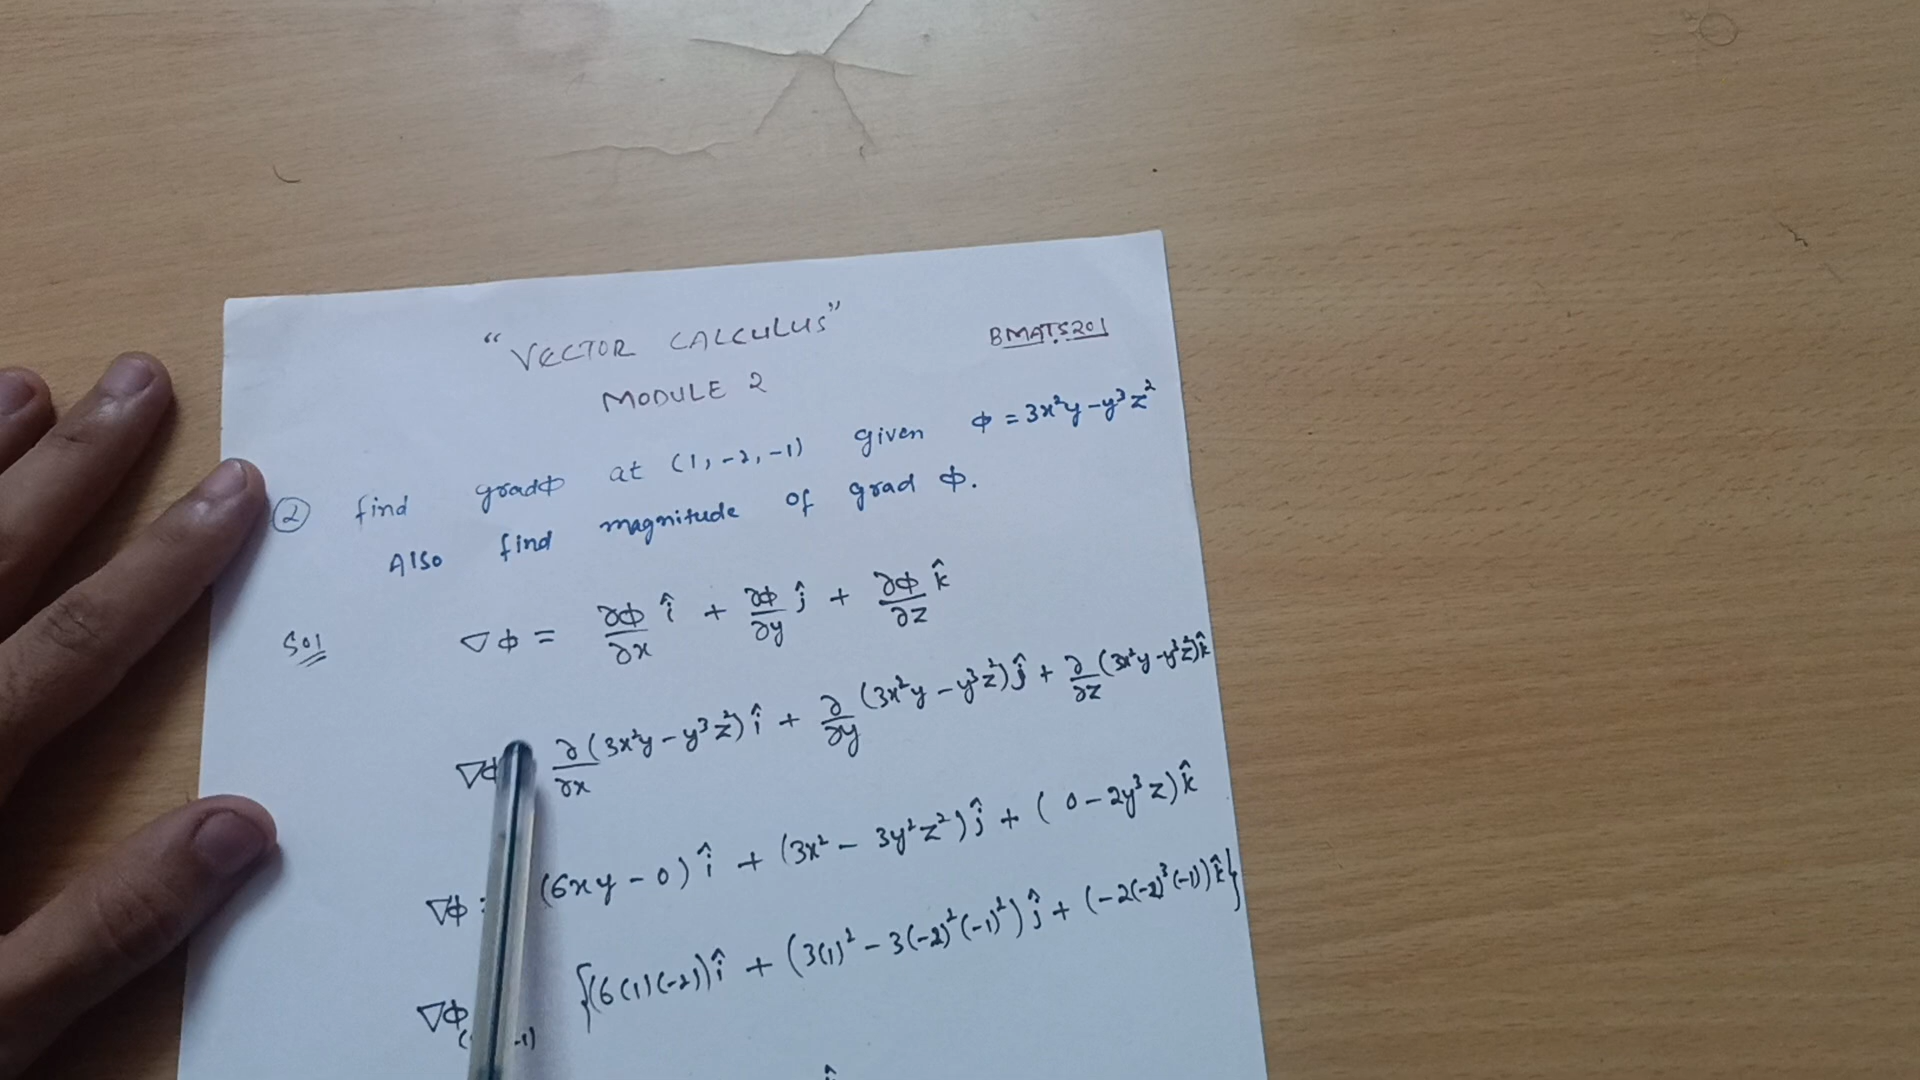 "VECTOR CALCULUS"
BMATS201
MODULE 2
② find gradϕ at (1, -2, -1) given ϕ = 3x²y - y³z²
Also find magnitude of grad ϕ.
Sol ∇ϕ = ∂ϕ/∂x î + ∂ϕ/∂y ĵ + ∂ϕ/∂z k̂
∇ϕ ∂/∂x (3x²y - y³z²) î + ∂/∂y (3x²y - y³z²) ĵ + ∂/∂z (3x²y - y³z²) k̂
∇ϕ = (6xy - 0) î + (3x² - 3y²z²) ĵ + (0 - 2y³z) k̂
∇ϕ( -1) {(6(1)(-2)) î + (3(1)² - 3(-2)²(-1)²) ĵ + (-2(-2)³(-1)) k̂}